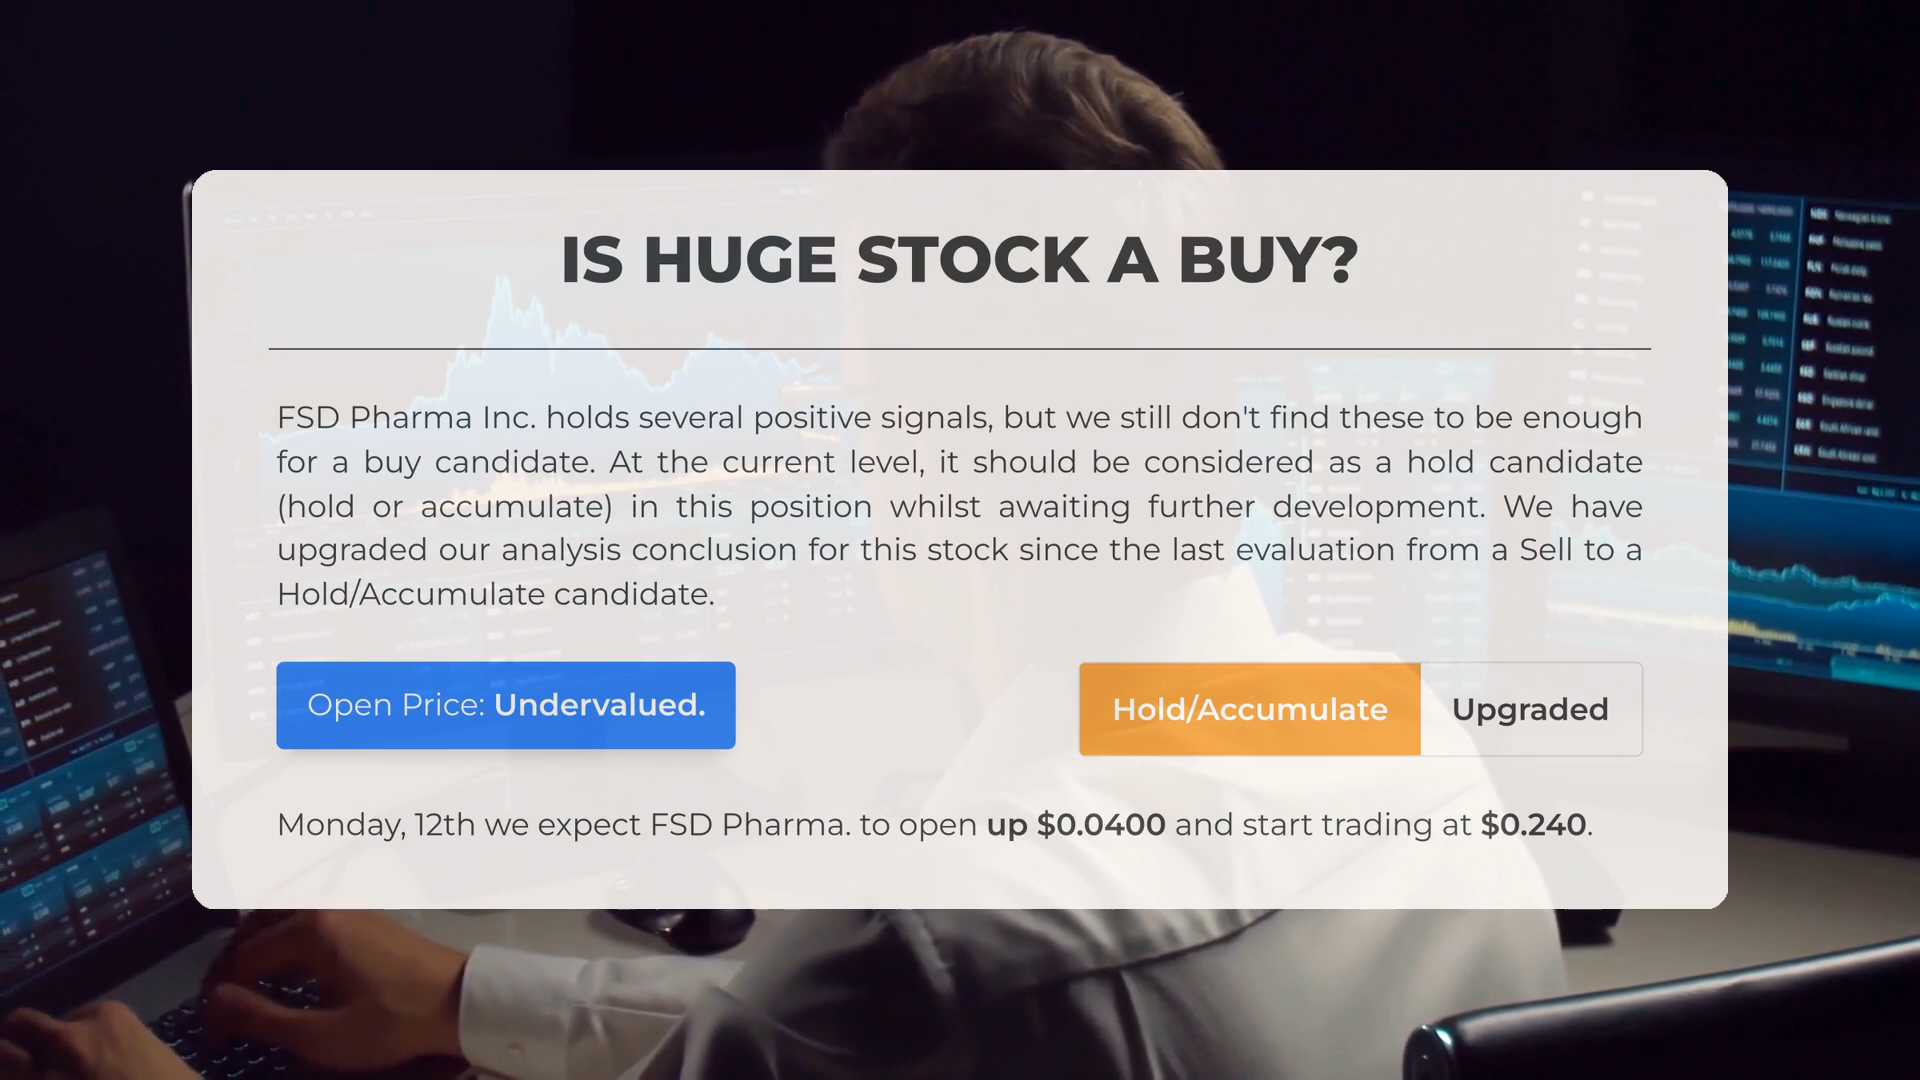 IS HUGE STOCK A BUY?
FSD Pharma Inc. holds several positive signals, but we still don't find these to be enough
for a buy candidate. At the current level, it should be considered as a hold candidate
(hold or accumulate) in this position whilst awaiting further development. We have
upgraded our analysis conclusion for this stock since the last evaluation from a Sell to a
Hold/Accumulate candidate.
Open Price: Undervalued.
Hold/Accumulate Upgraded
Monday, 12th we expect FSD Pharma. to open up $0.0400 and start trading at $0.240.